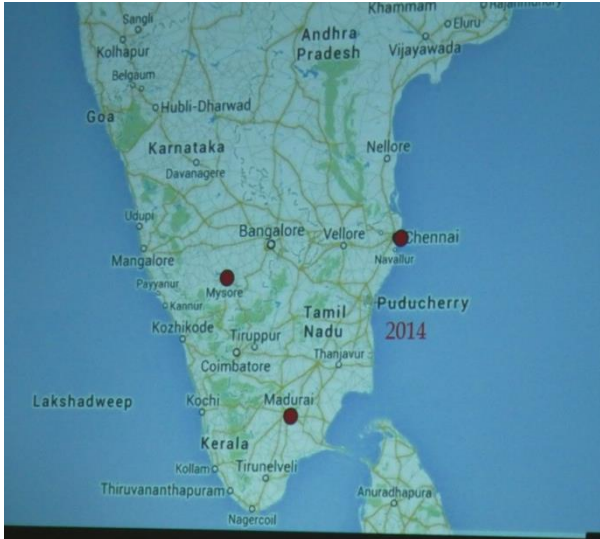 Khammam
Rajahmundry
Sangli
Eluru
Kolhapur
Andhra
Pradesh
Vijayawada
Belgaum
Hubli-Dharwad
Goa
Karnataka
Davanagere
Nellore
Udupi
Bangalore
Vellore
Chennai
Mangalore
Navallur
Payyanur
Mysore
Kannur
Puducherry
Tamil
Nadu
2014
Kozhikode
Tiruppur
Thanjavur
Coimbatore
Lakshadweep
Kochi
Madurai
Kerala
Kollam
Tirunelveli
Thiruvananthapuram
Anuradhapura
Nagercoil